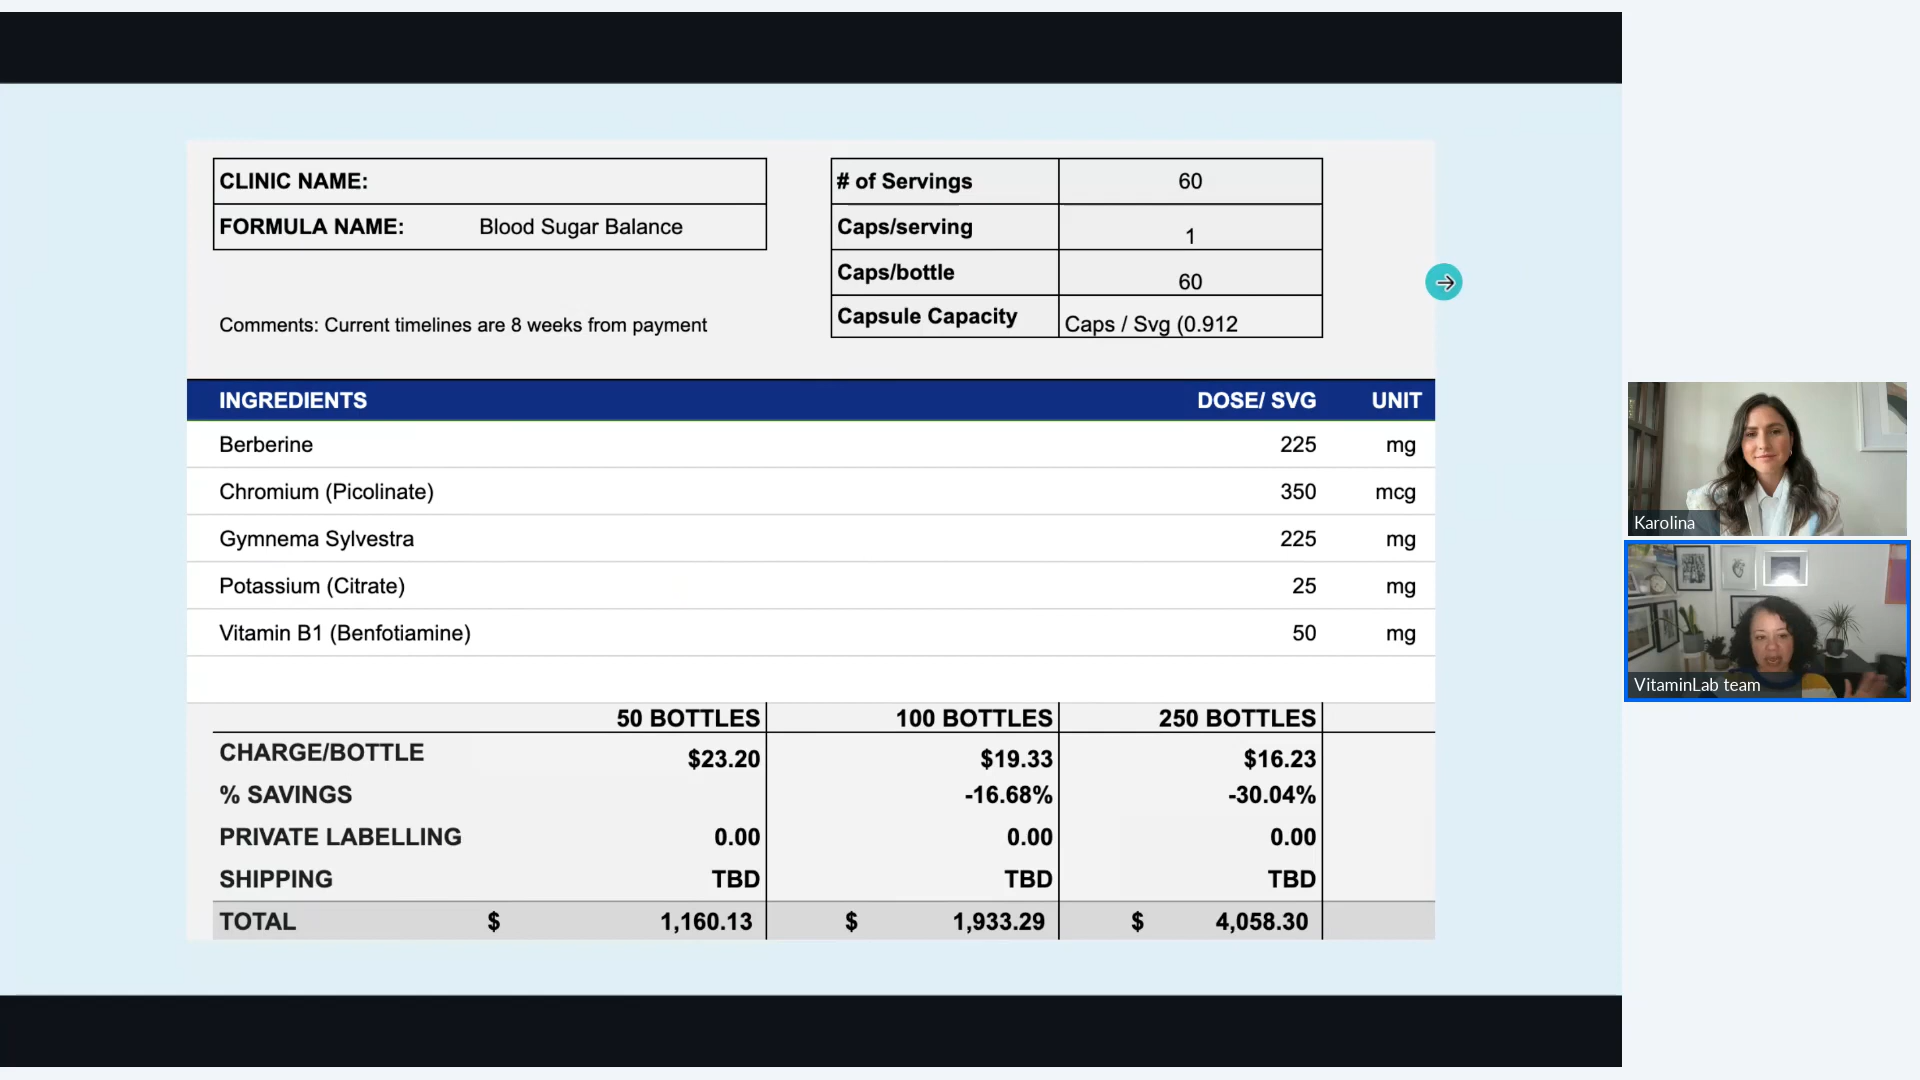 CLINIC NAME:
FORMULA NAME: Blood Sugar Balance
Comments: Current timelines are 8 weeks from payment
# of Servings 60
Caps/serving 1
Caps/bottle 60
Capsule Capacity Caps / Svg (0.912
INGREDIENTS DOSE/ SVG UNIT
Berberine 225 mg
Chromium (Picolinate) 350 mcg
Gymnema Sylvestra 225 mg
Potassium (Citrate) 25 mg
Vitamin B1 (Benfotiamine) 50 mg
50 BOTTLES 100 BOTTLES 250 BOTTLES
CHARGE/BOTTLE $23.20 $19.33 $16.23
% SAVINGS -16.68% -30.04%
PRIVATE LABELLING 0.00 0.00 0.00
SHIPPING TBD TBD TBD
TOTAL $ 1,160.13 $ 1,933.29 $ 4,058.30
Karolina
VitaminLab team